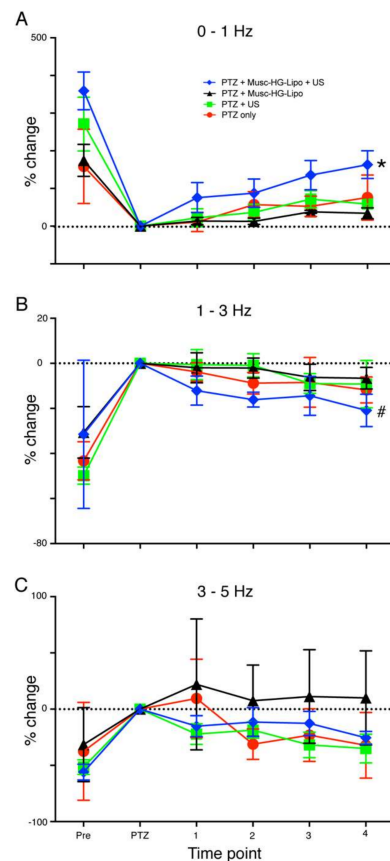 A
0 - 1 Hz
500
PTZ + Musc-HG-Lipo + US
PTZ + Musc-HG-Lipo
PTZ + US
PTZ only
% change
*
0
B
1 - 3 Hz
20
0
% change
#
-80
C
3 - 5 Hz
100
% change
0
-100
Pre PTZ 1 2 3 4
Time point